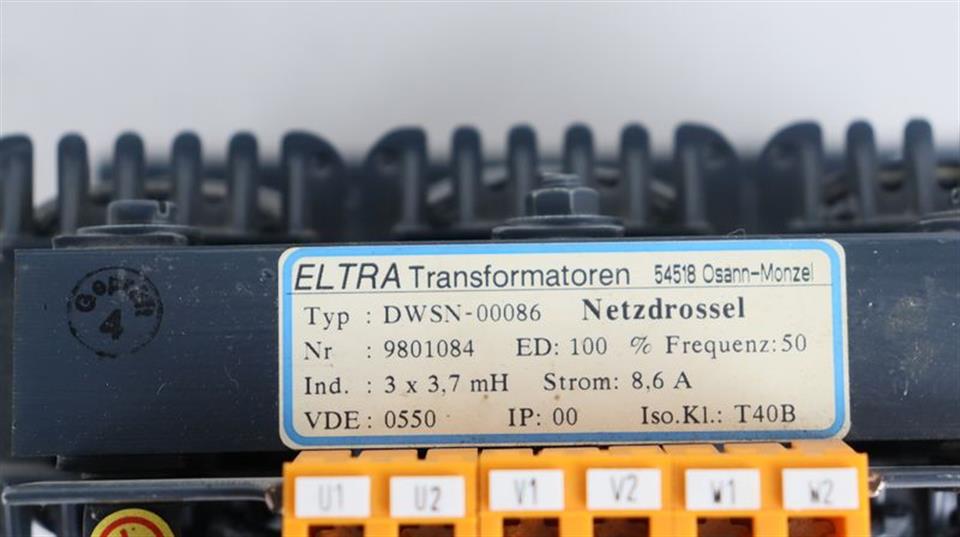 ELTRA Transformatoren 54518 Osann-Monzel
Typ : DWSN-00086 Netzdrossel
Nr : 9801084 ED: 100 % Frequenz: 50
Ind. : 3 x 3,7 mH Strom: 8,6 A
VDE : 0550 IP: 00 Iso.Kl.: T40B
4
U1 U2 V1 V2 W1 W2